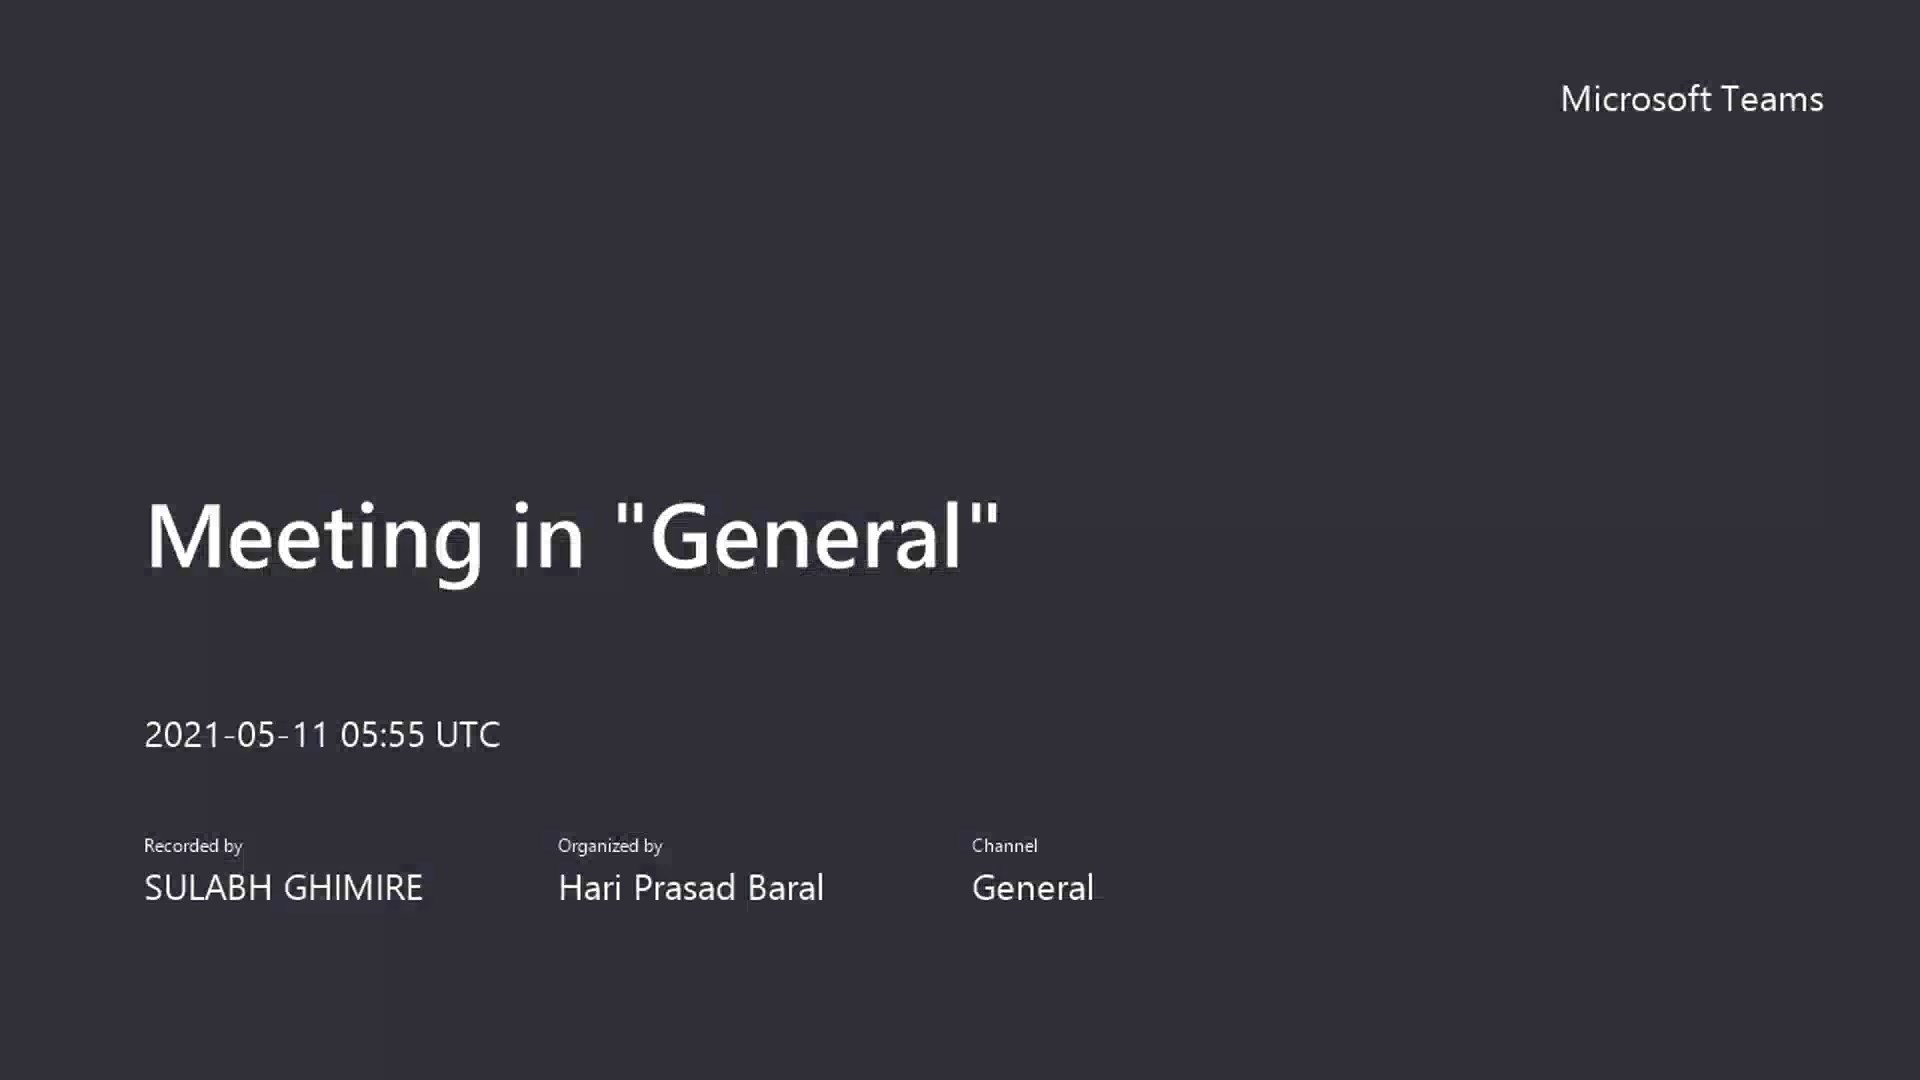 Microsoft Teams
Meeting in "General"
2021-05-11 05:55 UTC
Recorded by
SULABH GHIMIRE
Organized by
Hari Prasad Baral
Channel
General